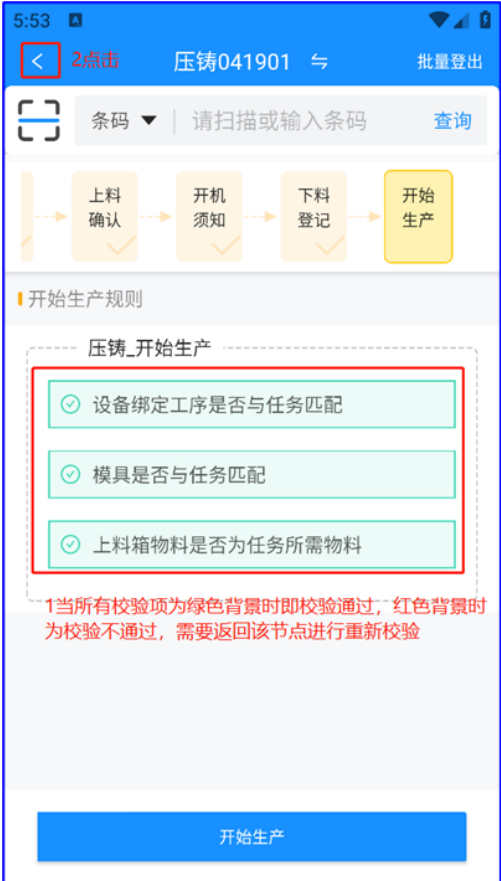 5:53
2点击
压铸041901
批量登出
条码
请扫描或输入条码
查询
上料
确认
开机
须知
下料
登记
开始
生产
开始生产规则
压铸_开始生产
设备绑定工序是否与任务匹配
模具是否与任务匹配
上料箱物料是否为任务所需物料
1当所有校验项为绿色背景时即校验通过，红色背景时
为校验不通过，需要返回该节点进行重新校验
开始生产